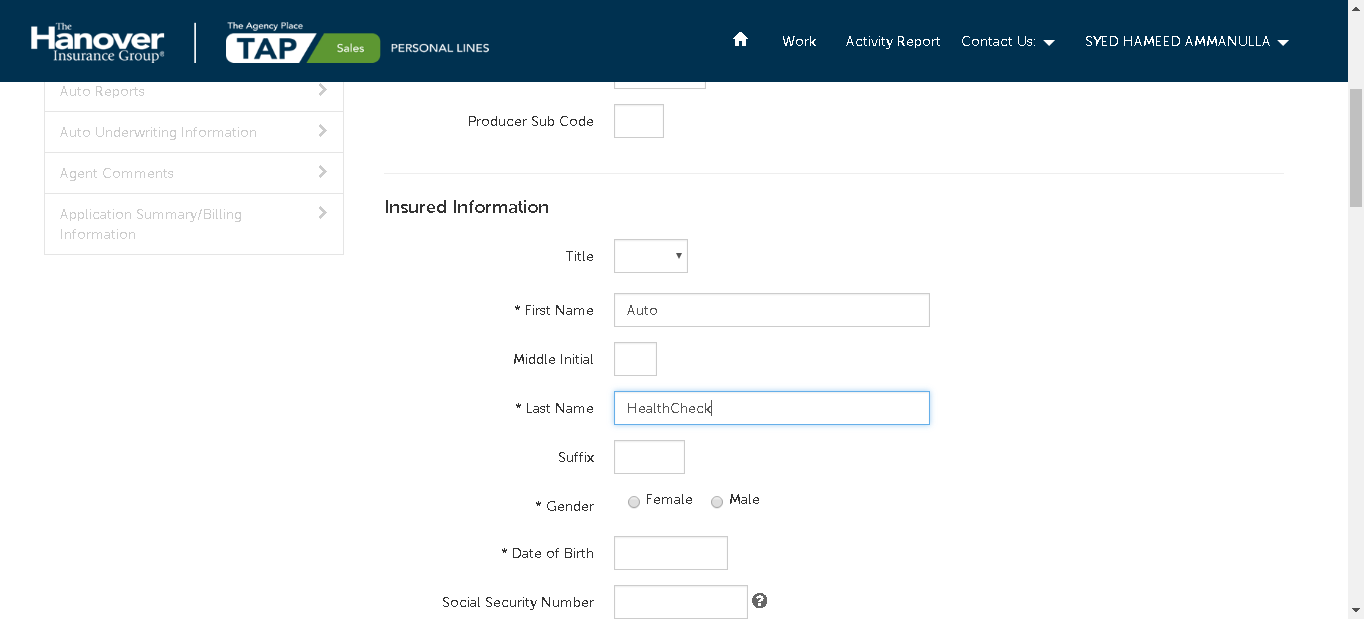 The
Hanover
Insurance Group®
The Agency Place
TAP Sales
PERSONAL LINES
Work
Activity Report
Contact Us:
SYED HAMEED AMMANULLA
Auto Reports
Auto Underwriting Information
Agent Comments
Application Summary/Billing
Information
Producer Sub Code
Insured Information
Title
* First Name
Auto
Middle Initial
* Last Name
HealthCheck
Suffix
* Gender
Female
Male
* Date of Birth
Social Security Number
?